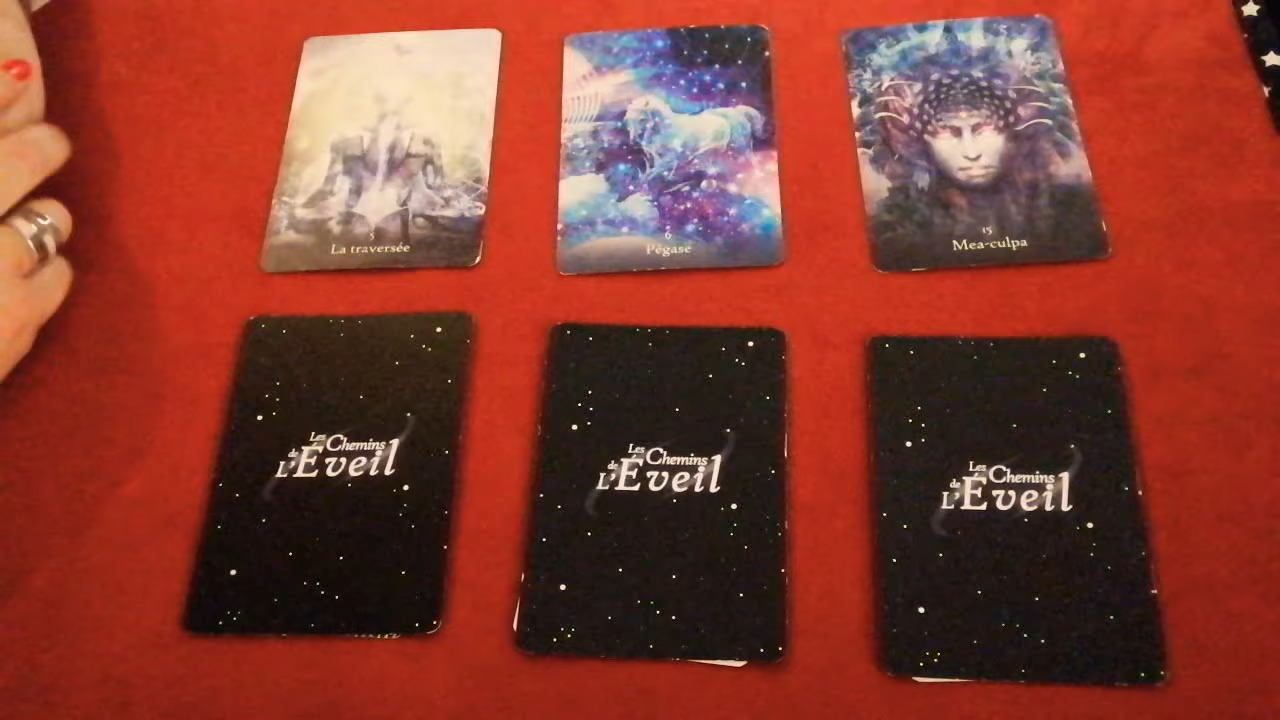 5
La traversée
6
Pégase
15
Mea-culpa
Les Chemins
de L'Éveil
Les Chemins
de L'Éveil
Les Chemins
de L'Éveil